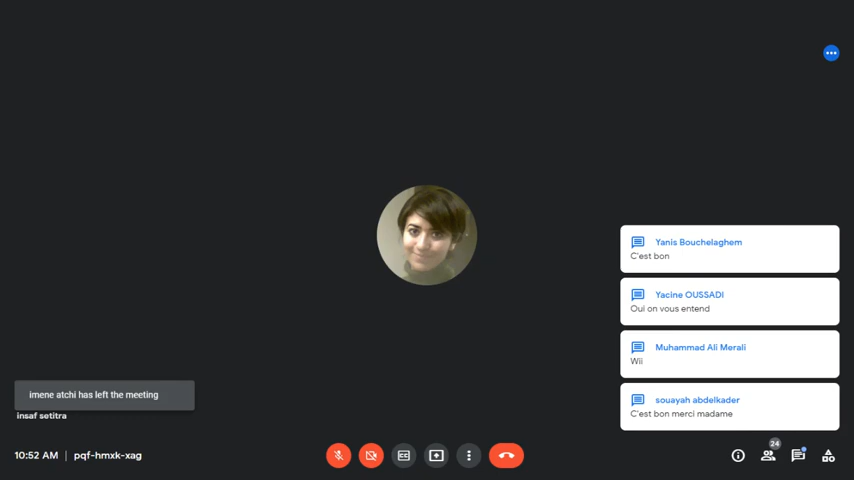 Yanis Bouchelaghem
C'est bon
Yacine OUSSADI
Oui on vous entend
Muhammad Ali Merali
Wii
souayah abdelkader
C'est bon merci madame
imene atchi has left the meeting
insaf setitra
10:52 AM | pqf-hmxk-xag
CC
24